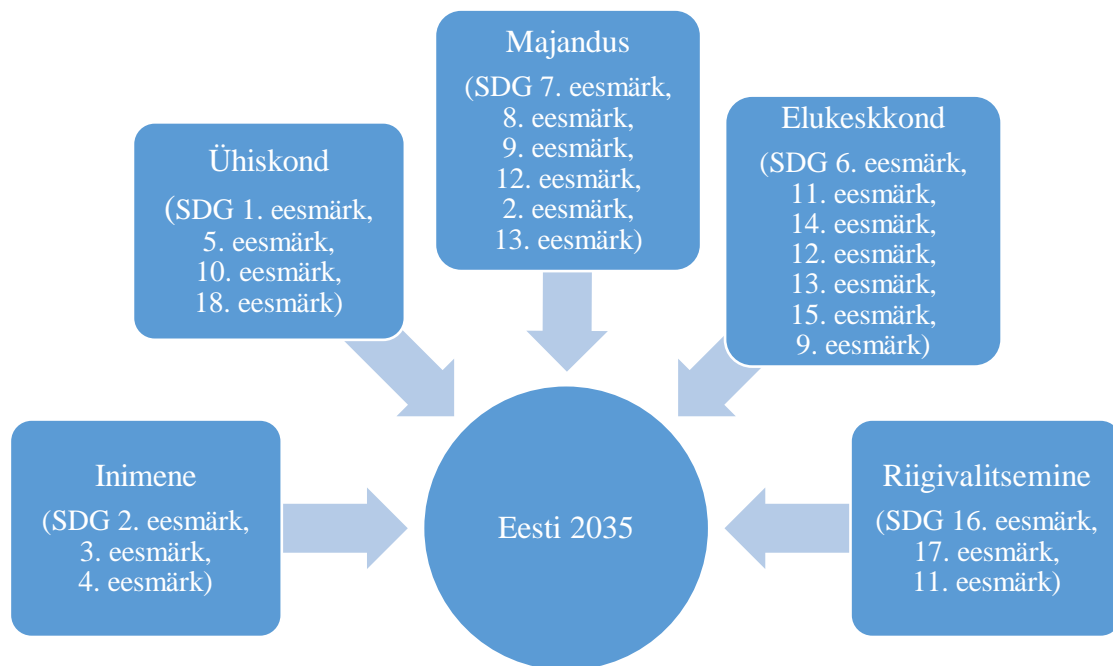 Majandus
(SDG 7. eesmärk,
8. eesmärk,
9. eesmärk,
12. eesmärk,
2. eesmärk,
13. eesmärk)
Elukeskkond
(SDG 6. eesmärk,
11. eesmärk,
14. eesmärk,
12. eesmärk,
13. eesmärk,
15. eesmärk,
9. eesmärk)
Ühiskond
(SDG 1. eesmärk,
5. eesmärk,
10. eesmärk,
18. eesmärk)
Inimene
(SDG 2. eesmärk,
3. eesmärk,
4. eesmärk)
Eesti 2035
Riigivalitsemine
(SDG 16. eesmärk,
17. eesmärk,
11. eesmärk)